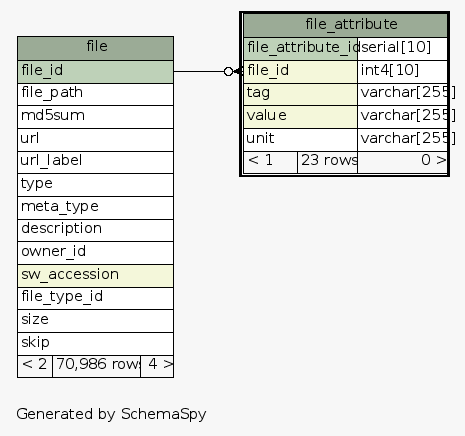 file
file_id
file_path
md5sum
url
url_label
type
meta_type
description
owner_id
sw_accession
file_type_id
size
skip
< 2 70,986 rows 4 >
file_attribute
file_attribute_id serial[10]
file_id int4[10]
tag varchar[255]
value varchar[255]
unit varchar[255]
< 1 23 rows 0 >
Generated by SchemaSpy